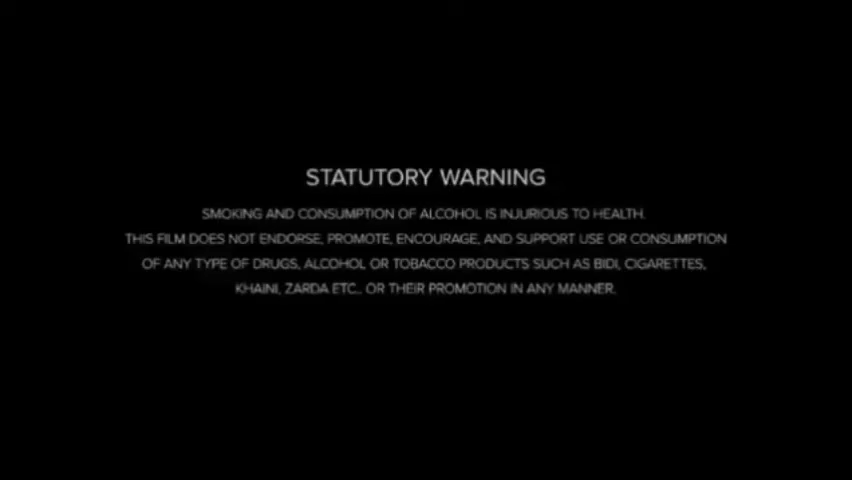 STATUTORY WARNING
SMOKING AND CONSUMPTION OF ALCOHOL IS INJURIOUS TO HEALTH.
THIS FILM DOES NOT ENDORSE, PROMOTE, ENCOURAGE, AND SUPPORT USE OR CONSUMPTION
OF ANY TYPE OF DRUGS, ALCOHOL OR TOBACCO PRODUCTS SUCH AS BIDI, CIGARETTES,
KHAINI, ZARDA ETC.. OR THEIR PROMOTION IN ANY MANNER.